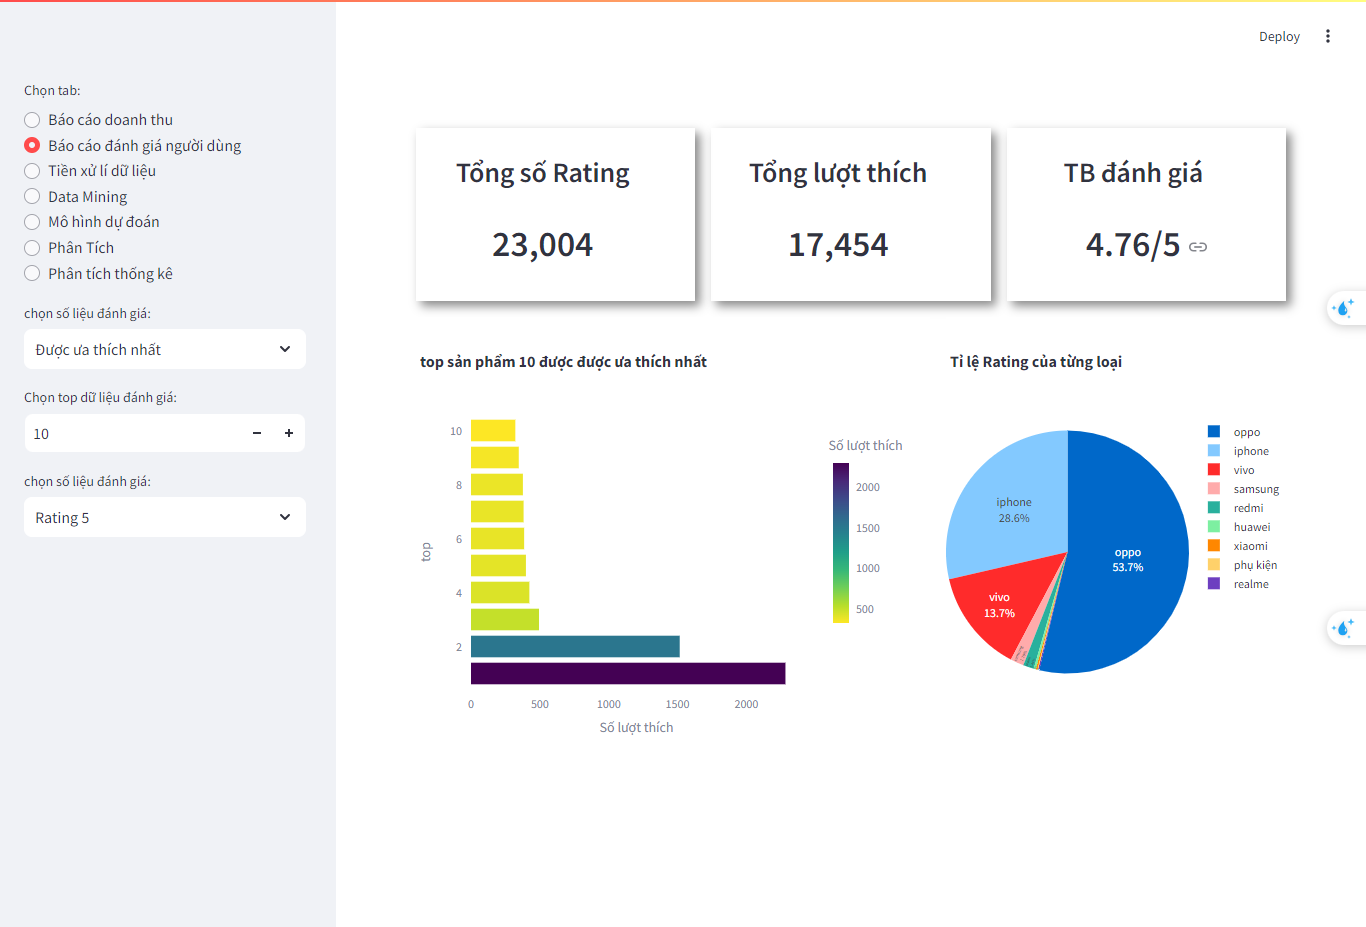 Deploy
Chọn tab:
Báo cáo doanh thu
Báo cáo đánh giá người dùng
Tiền xử lí dữ liệu
Data Mining
Mô hình dự đoán
Phân Tích
Phân tích thống kê
chọn số liệu đánh giá:
Được ưa thích nhất
Chọn top dữ liệu đánh giá:
10
chọn số liệu đánh giá:
Rating 5
Tổng số Rating
23,004
Tổng lượt thích
17,454
TB đánh giá
4.76/5
top sản phẩm 10 được được ưa thích nhất
10
8
6
4
2
top
0
500
1000
1500
2000
Số lượt thích
Số lượt thích
2000
1500
1000
500
Tỉ lệ Rating của từng loại
iphone
28.6%
oppo
53.7%
vivo
13.7%
oppo
iphone
vivo
samsung
redmi
huawei
xiaomi
phụ kiện
realme